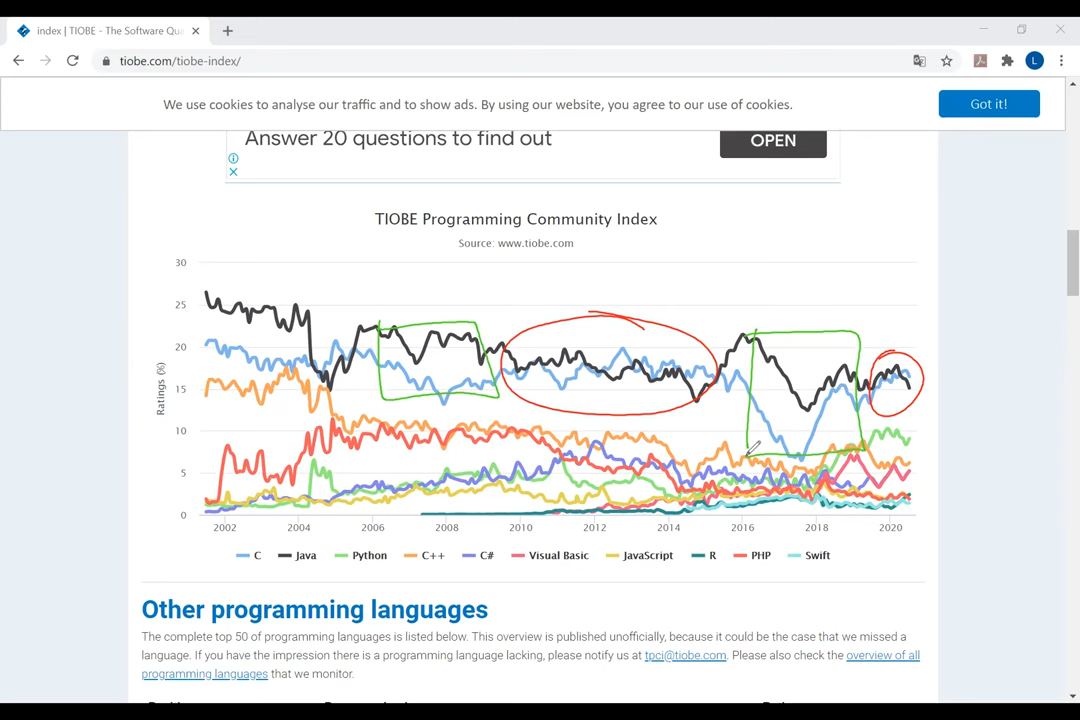 index | TIOBE - The Software Qua
tiobe.com/tiobe-index/
L
We use cookies to analyse our traffic and to show ads. By using our website, you agree to our use of cookies.
Got it!
Answer 20 questions to find out
OPEN
TIOBE Programming Community Index
Source: www.tiobe.com
30
25
20
15
10
5
0
Ratings (%)
2002 2004 2006 2008 2010 2012 2014 2016 2018 2020
C Java Python C++ C# Visual Basic JavaScript R PHP Swift
Other programming languages
The complete top 50 of programming languages is listed below. This overview is published unofficially, because it could be the case that we missed a
language. If you have the impression there is a programming language lacking, please notify us at tpci@tiobe.com. Please also check the overview of all
programming languages that we monitor.